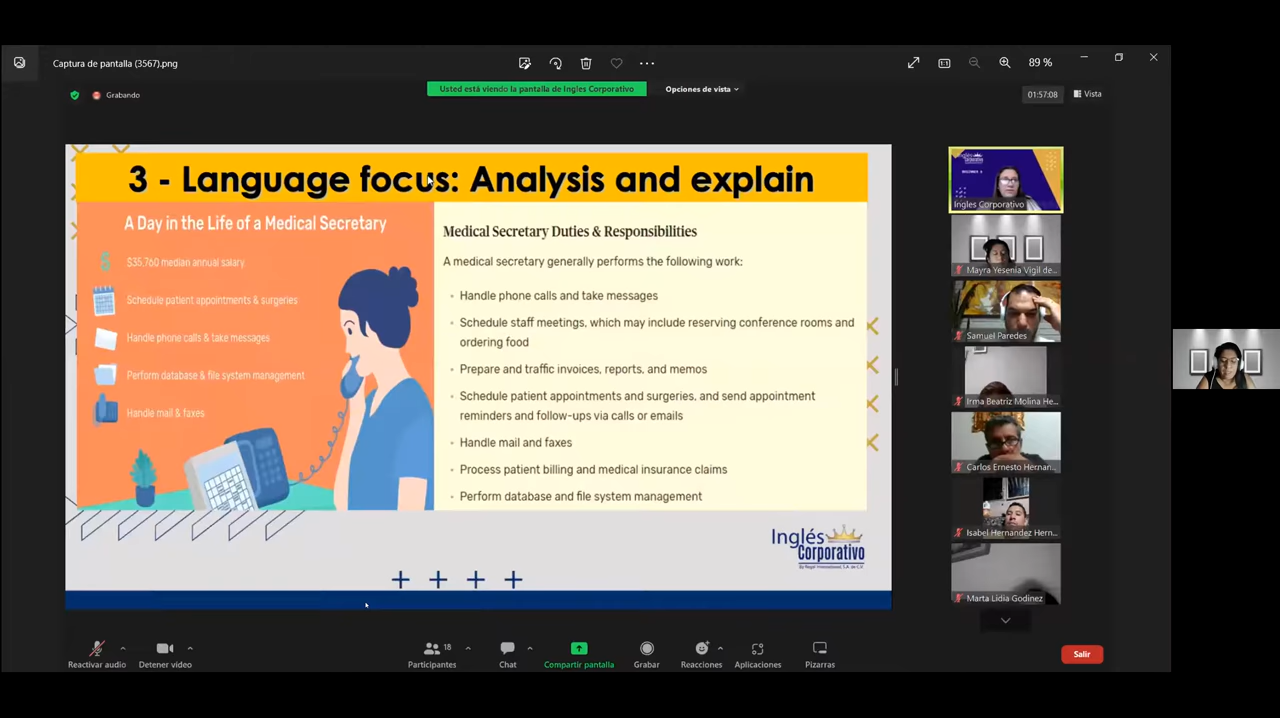 Captura de pantalla (3567).png
89 %
Grabando
Usted está viendo la pantalla de Ingles Corporativo
Opciones de vista
01:57:08
Vista
3 - Language focus: Analysis and explain
A Day in the Life of a Medical Secretary
$35,760 median annual salary
Schedule patient appointments & surgeries
Handle phone calls & take messages
Perform database & file system management
Handle mail & faxes
Medical Secretary Duties & Responsibilities
A medical secretary generally performs the following work:
Handle phone calls and take messages
Schedule staff meetings, which may include reserving conference rooms and
ordering food
Prepare and traffic invoices, reports, and memos
Schedule patient appointments and surgeries, and send appointment
reminders and follow-ups via calls or emails
Handle mail and faxes
Process patient billing and medical insurance claims
Perform database and file system management
Inglés
Corporativo
Ingles Corporativo
Mayra Yesenia Vigil de...
Samuel Paredes
Irma Beatriz Molina He...
Carlos Ernesto Hernan...
Isabel Hernandez Hern...
Marta Lidia Godinez
Reactivar audio
Detener video
18
Participantes
Chat
Compartir pantalla
Grabar
Reacciones
Aplicaciones
Pizarras
Salir